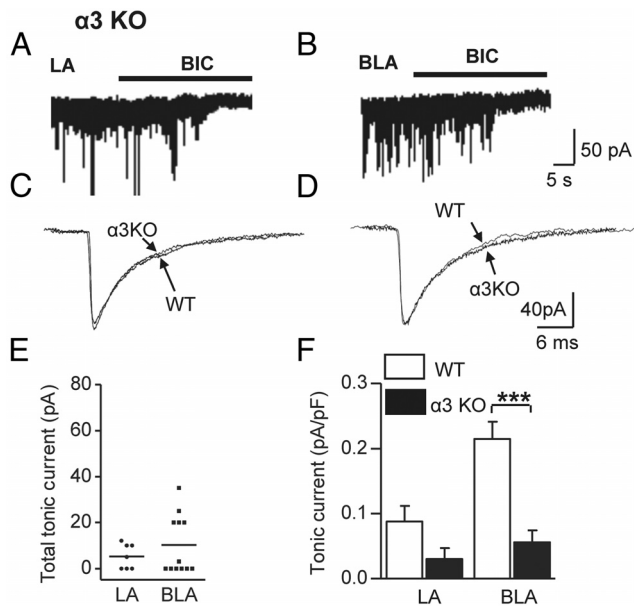 α3 KO
A
LA
BIC
B
BLA
BIC
50 pA
5 s
C
α3KO
WT
D
WT
α3KO
40pA
6 ms
E
Total tonic current (pA)
80
60
40
20
0
LA
BLA
F
WT
α3 KO
***
Tonic current (pA/pF)
0.3
0.2
0.1
0.0
LA
BLA